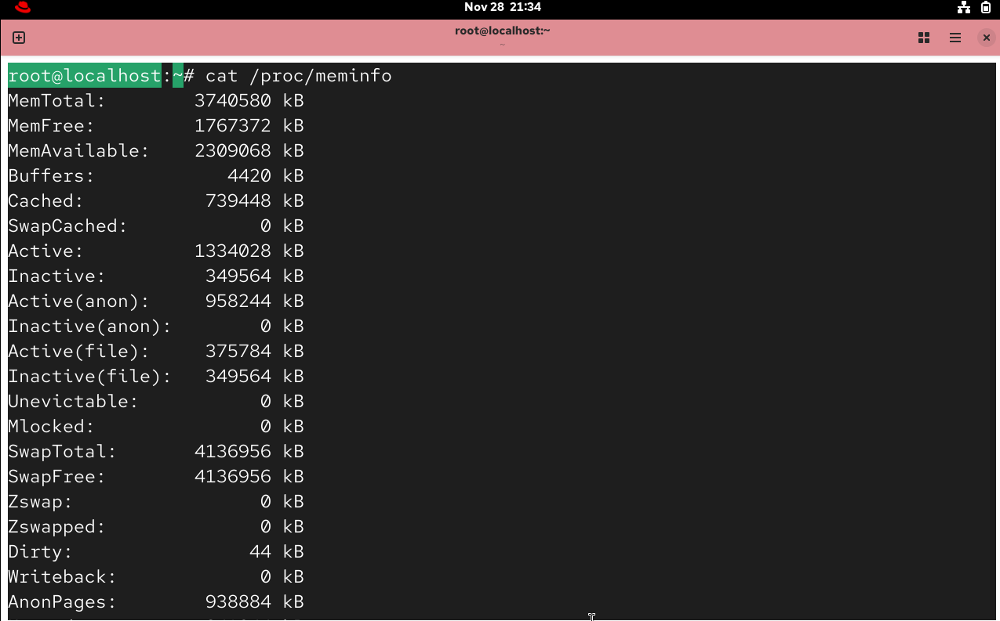 Nov 28 21:34
root@localhost:~
~
root@localhost:~# cat /proc/meminfo
MemTotal:        3740580 kB
MemFree:         1767372 kB
MemAvailable:    2309068 kB
Buffers:            4420 kB
Cached:           739448 kB
SwapCached:            0 kB
Active:          1334028 kB
Inactive:         349564 kB
Active(anon):     958244 kB
Inactive(anon):        0 kB
Active(file):     375784 kB
Inactive(file):   349564 kB
Unevictable:           0 kB
Mlocked:               0 kB
SwapTotal:       4136956 kB
SwapFree:        4136956 kB
Zswap:                 0 kB
Zswapped:              0 kB
Dirty:                44 kB
Writeback:             0 kB
AnonPages:        938884 kB